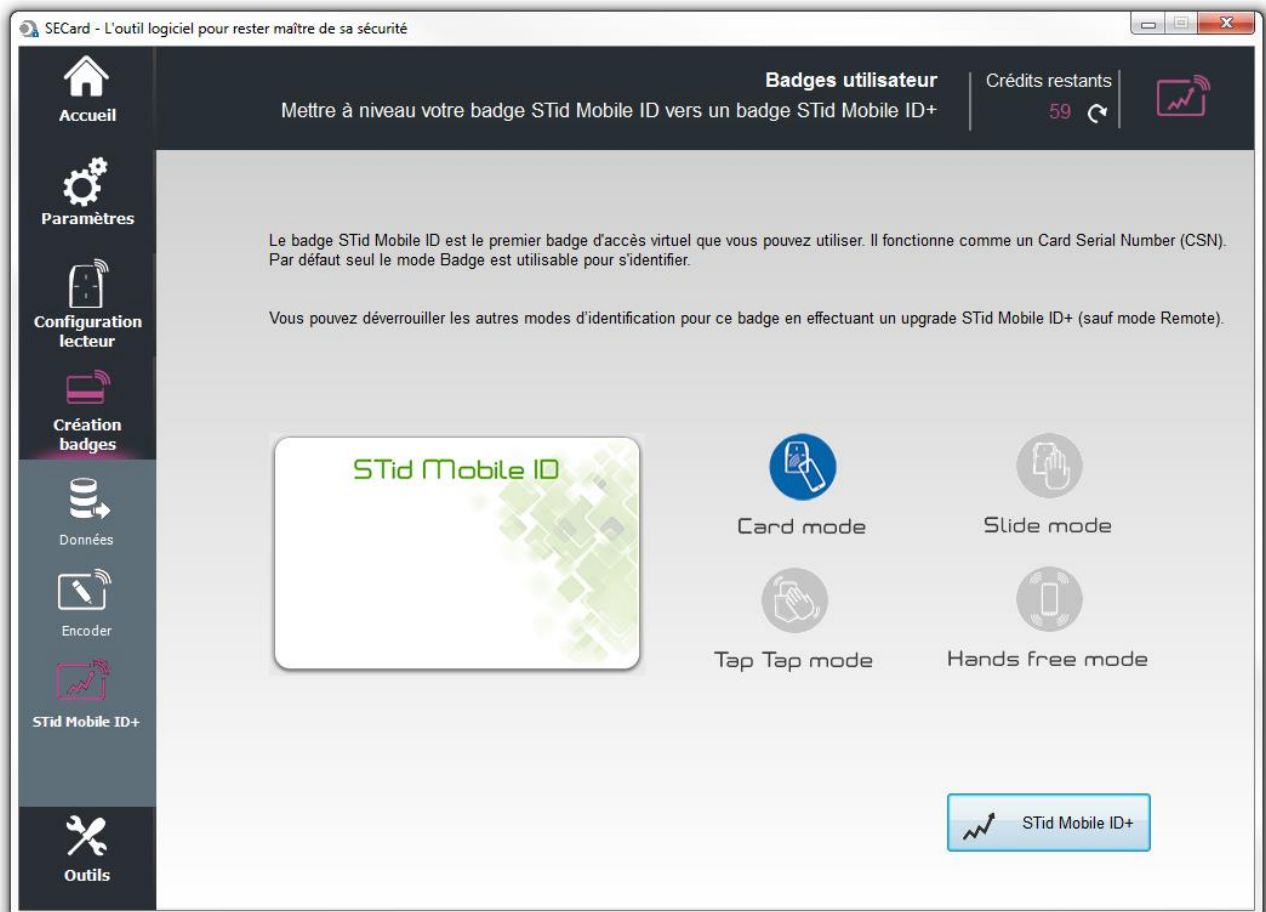 SECard - L'outil logiciel pour rester maître de sa sécurité
Accueil
Badges utilisateur
Mettre à niveau votre badge STid Mobile ID vers un badge STid Mobile ID+
Crédits restants
59
Paramètres
Le badge STid Mobile ID est le premier badge d'accès virtuel que vous pouvez utiliser. Il fonctionne comme un Card Serial Number (CSN).
Par défaut seul le mode Badge est utilisable pour s'identifier.
Configuration
lecteur
Vous pouvez déverrouiller les autres modes d'identification pour ce badge en effectuant un upgrade STid Mobile ID+ (sauf mode Remote).
Création
badges
STid Mobile ID
Card mode
Slide mode
Données
Encoder
Tap Tap mode
Hands free mode
STid Mobile ID+
STid Mobile ID+
Outils